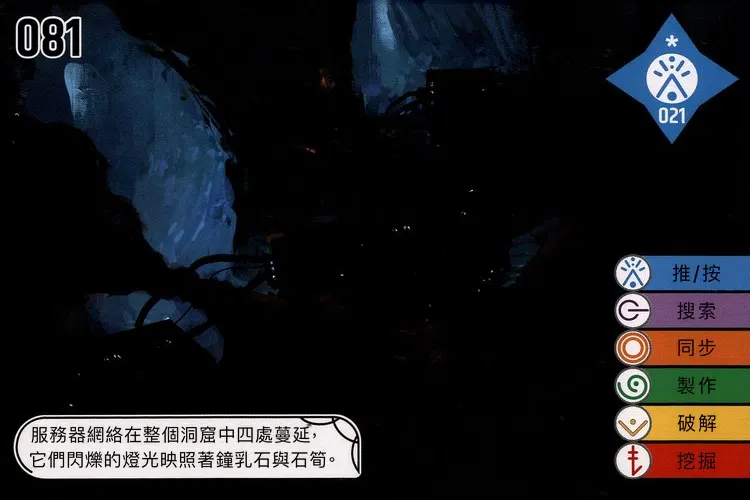 081
*
021
推/按
搜索
同步
製作
破解
挖掘
服務器網絡在整個洞窟中四處蔓延，
它們閃爍的燈光映照著鐘乳石與石筍。